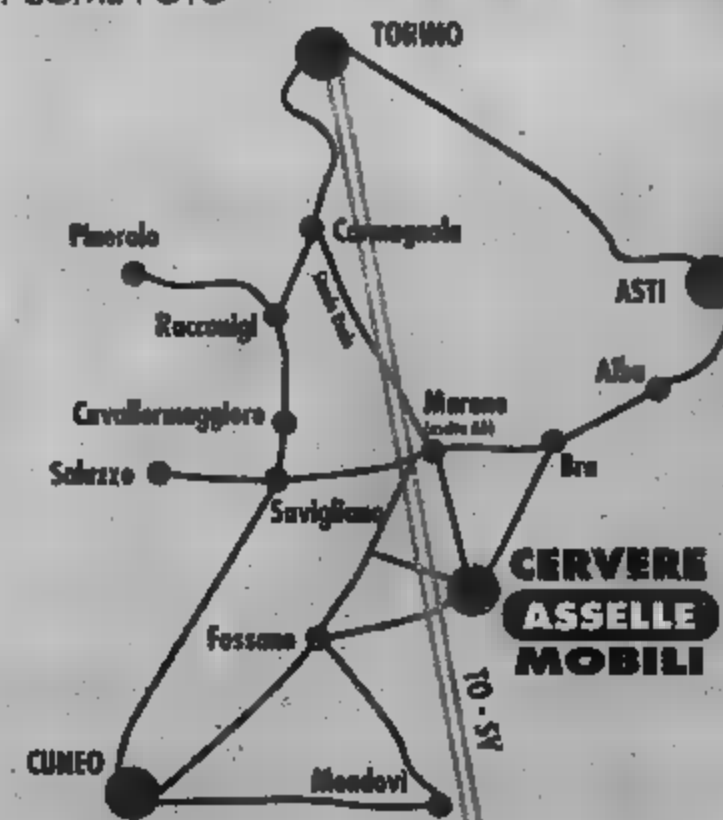 TORINO
Pinerolo
Carmagnola
ASTI
Racconigi
Alba
Cavallermaggiore
Marene
Saluzzo
Bra
Savigliano
CERVERE
ASSELLE
MOBILI
Fossano
TO - SV
CUNEO
Mondovì